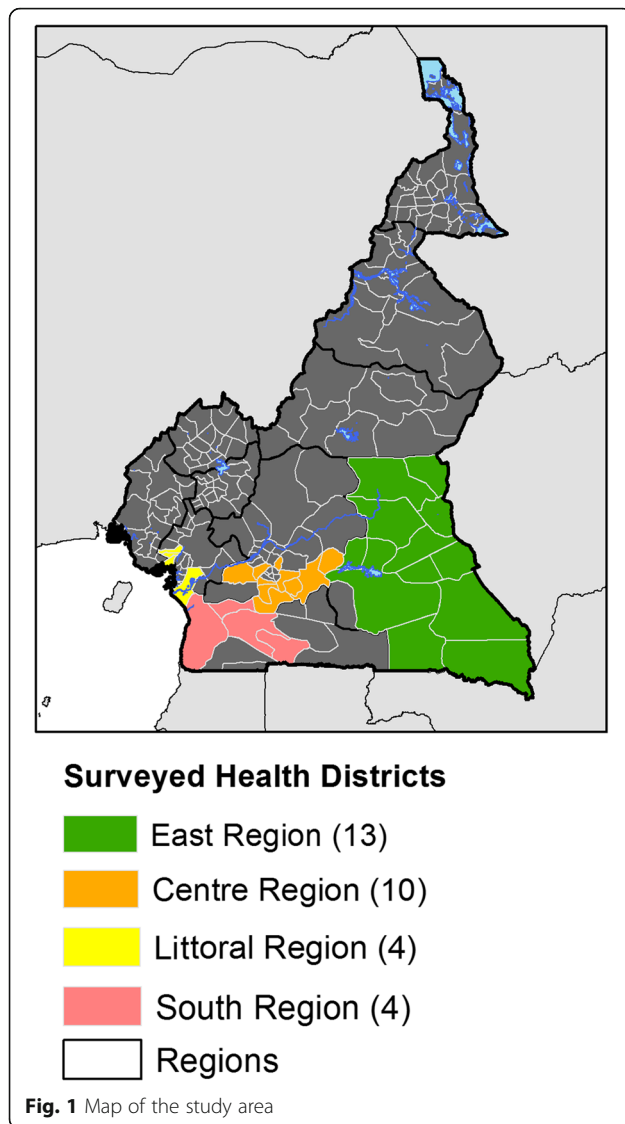 Surveyed Health Districts
East Region (13)
Centre Region (10)
Littoral Region (4)
South Region (4)
Regions
Fig. 1 Map of the study area